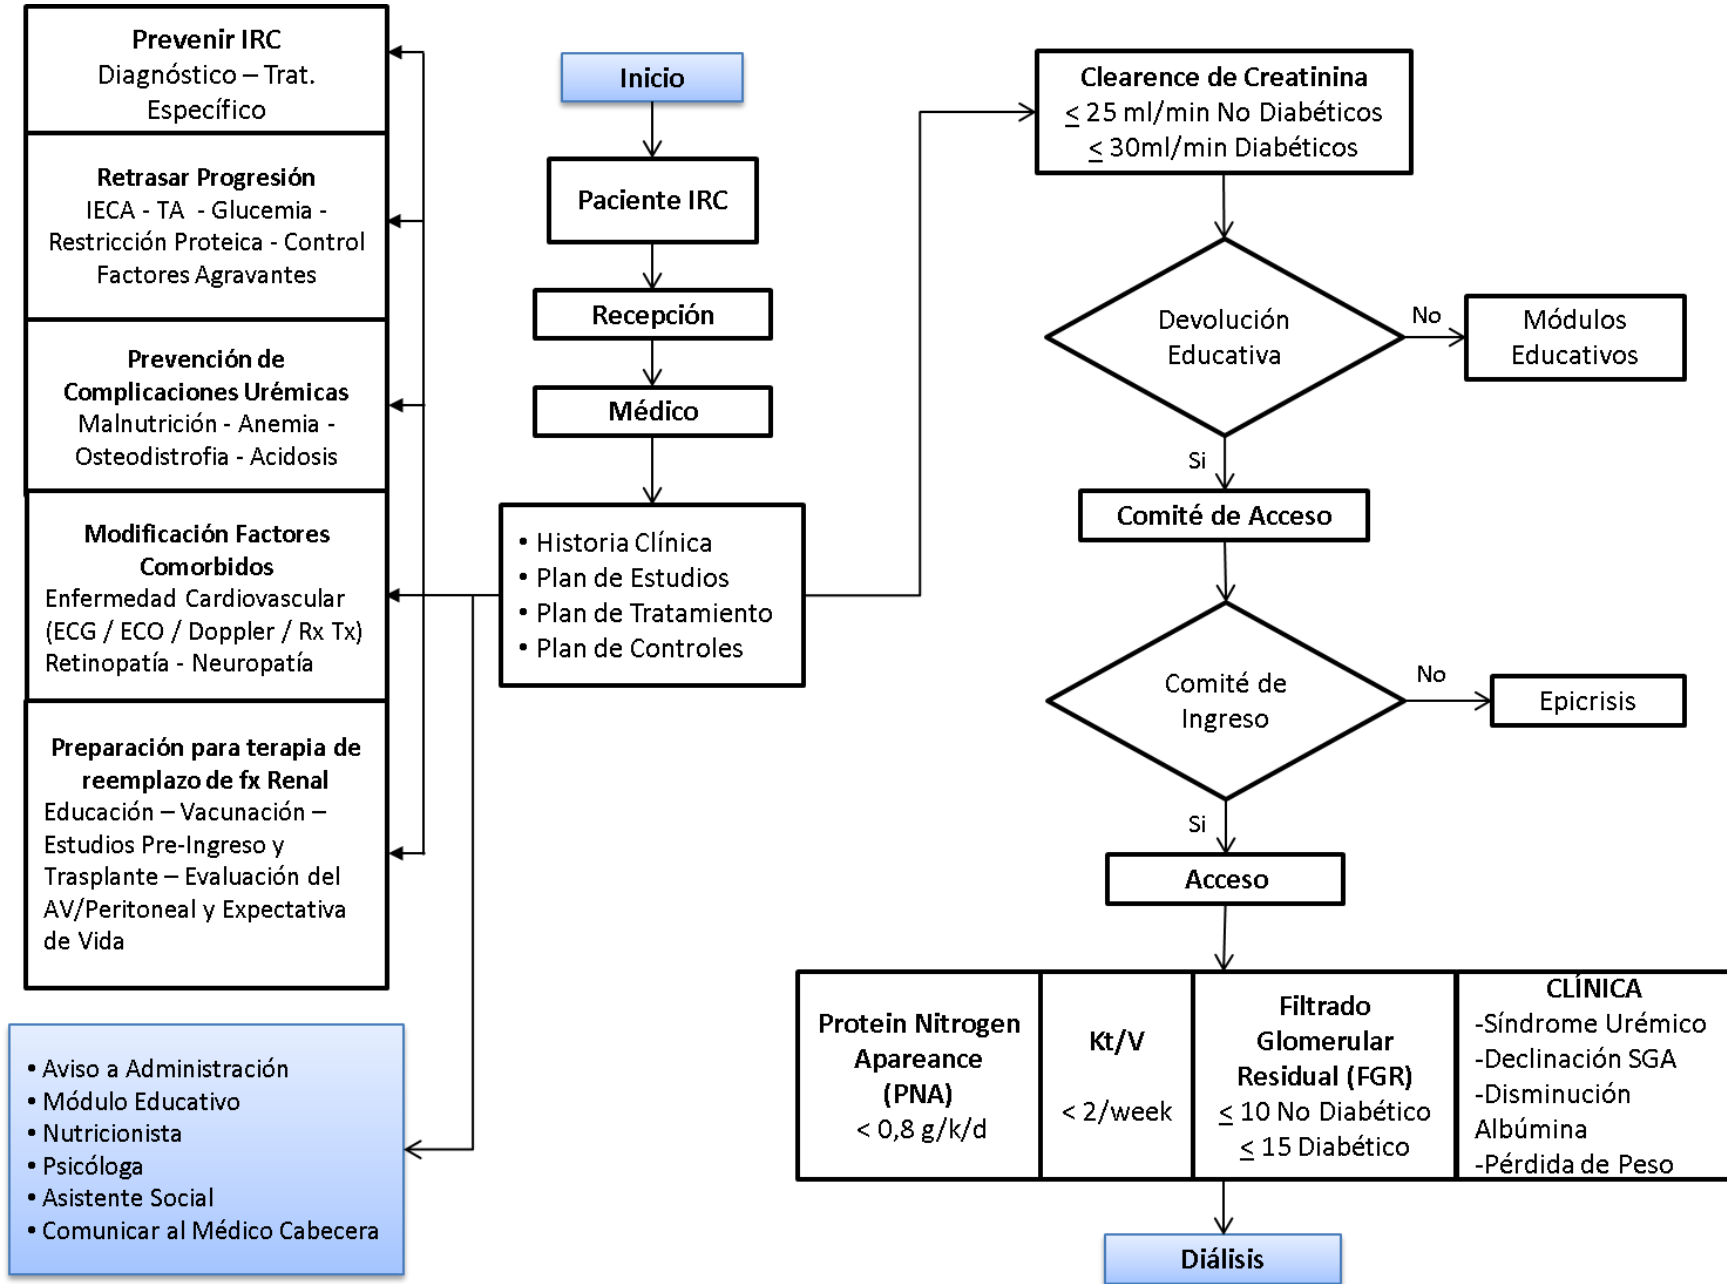 Prevenir IRC
Diagnóstico – Trat.
Específico
Retrasar Progresión
IECA - TA - Glucemia -
Restricción Proteica - Control
Factores Agravantes
Prevención de
Complicaciones Urémicas
Malnutrición - Anemia -
Osteodistrofia - Acidosis
Modificación Factores
Comorbidos
Enfermedad Cardiovascular
(ECG / ECO / Doppler / Rx Tx)
Retinopatía - Neuropatía
Preparación para terapia de
reemplazo de fx Renal
Educación – Vacunación –
Estudios Pre-Ingreso y
Trasplante – Evaluación del
AV/Peritoneal y Expectativa
de Vida
• Aviso a Administración
• Módulo Educativo
• Nutricionista
• Psicóloga
• Asistente Social
• Comunicar al Médico Cabecera
Inicio
Paciente IRC
Recepción
Médico
• Historia Clínica
• Plan de Estudios
• Plan de Tratamiento
• Plan de Controles
Clearence de Creatinina
≤ 25 ml/min No Diabéticos
≤ 30ml/min Diabéticos
Devolución
Educativa
No
Módulos
Educativos
Si
Comité de Acceso
Comité de
Ingreso
No
Epicrisis
Si
Acceso
Protein Nitrogen
Apareance
(PNA)
< 0,8 g/k/d
Kt/V
< 2/week
Filtrado
Glomerular
Residual (FGR)
≤ 10 No Diabético
≤ 15 Diabético
CLÍNICA
-Síndrome Urémico
-Declinación SGA
-Disminución
Albúmina
-Pérdida de Peso
Diálisis